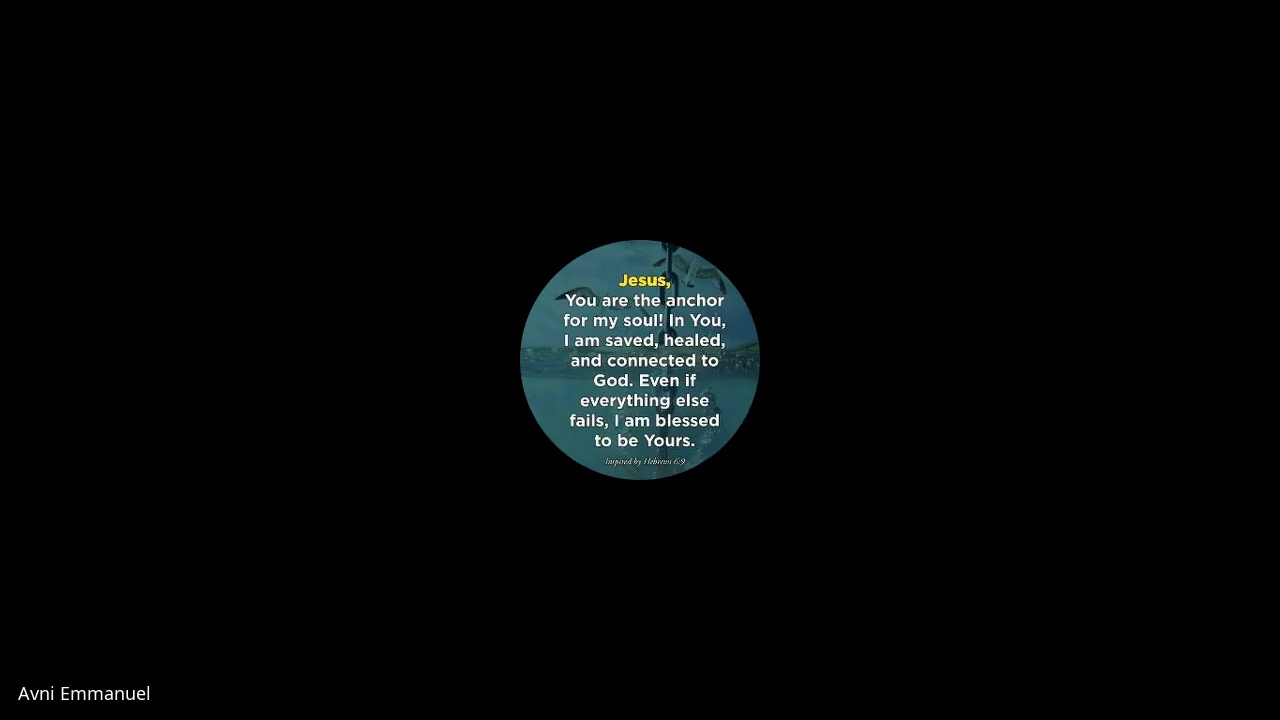 Jesus,
You are the anchor
for my soul! In You,
I am saved, healed,
and connected to
God. Even if
everything else
fails, I am blessed
to be Yours.
Inspired by Hebrews 6:9
Avni Emmanuel